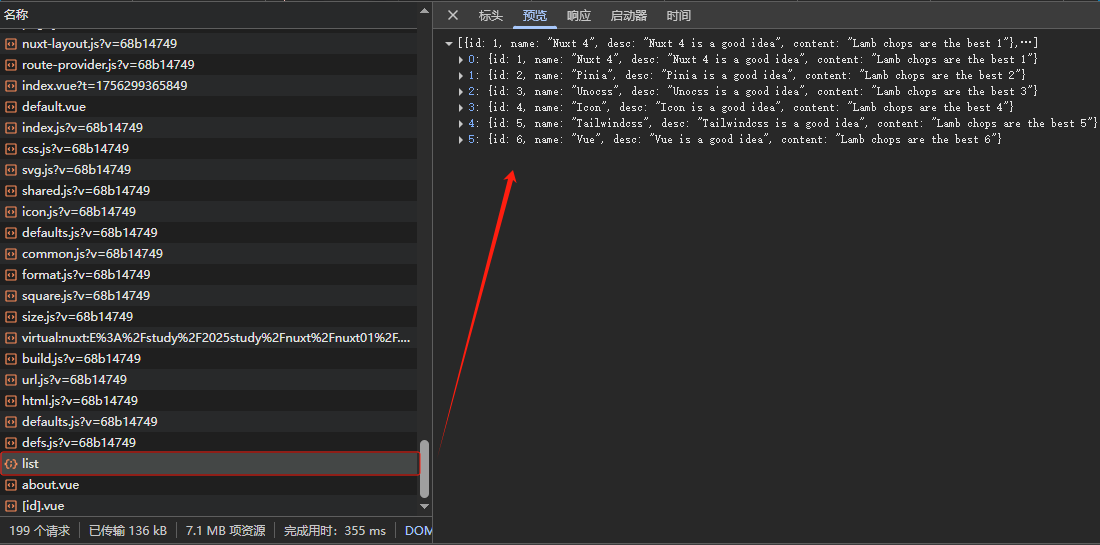 名称
nuxt-layout.js?v=68b14749
route-provider.js?v=68b14749
index.vue?t=1756299365849
default.vue
index.js?v=68b14749
css.js?v=68b14749
svg.js?v=68b14749
shared.js?v=68b14749
icon.js?v=68b14749
defaults.js?v=68b14749
common.js?v=68b14749
format.js?v=68b14749
square.js?v=68b14749
size.js?v=68b14749
virtual:nuxt:E%3A%2Fstudy%2F2025study%2Fnuxt%2Fnuxt01%2F....
build.js?v=68b14749
url.js?v=68b14749
html.js?v=68b14749
defaults.js?v=68b14749
defs.js?v=68b14749
list
about.vue
[id].vue
199 个请求 已传输 136 kB 7.1 MB 项资源 完成用时：355 ms DOM
标头 预览 响应 启动器 时间
[{id: 1, name: "Nuxt 4", desc: "Nuxt 4 is a good idea", content: "Lamb chops are the best 1"},…]
0: {id: 1, name: "Nuxt 4", desc: "Nuxt 4 is a good idea", content: "Lamb chops are the best 1"}
1: {id: 2, name: "Pinia", desc: "Pinia is a good idea", content: "Lamb chops are the best 2"}
2: {id: 3, name: "Unocss", desc: "Unocss is a good idea", content: "Lamb chops are the best 3"}
3: {id: 4, name: "Icon", desc: "Icon is a good idea", content: "Lamb chops are the best 4"}
4: {id: 5, name: "Tailwindcss", desc: "Tailwindcss is a good idea", content: "Lamb chops are the best 5"}
5: {id: 6, name: "Vue", desc: "Vue is a good idea", content: "Lamb chops are the best 6"}